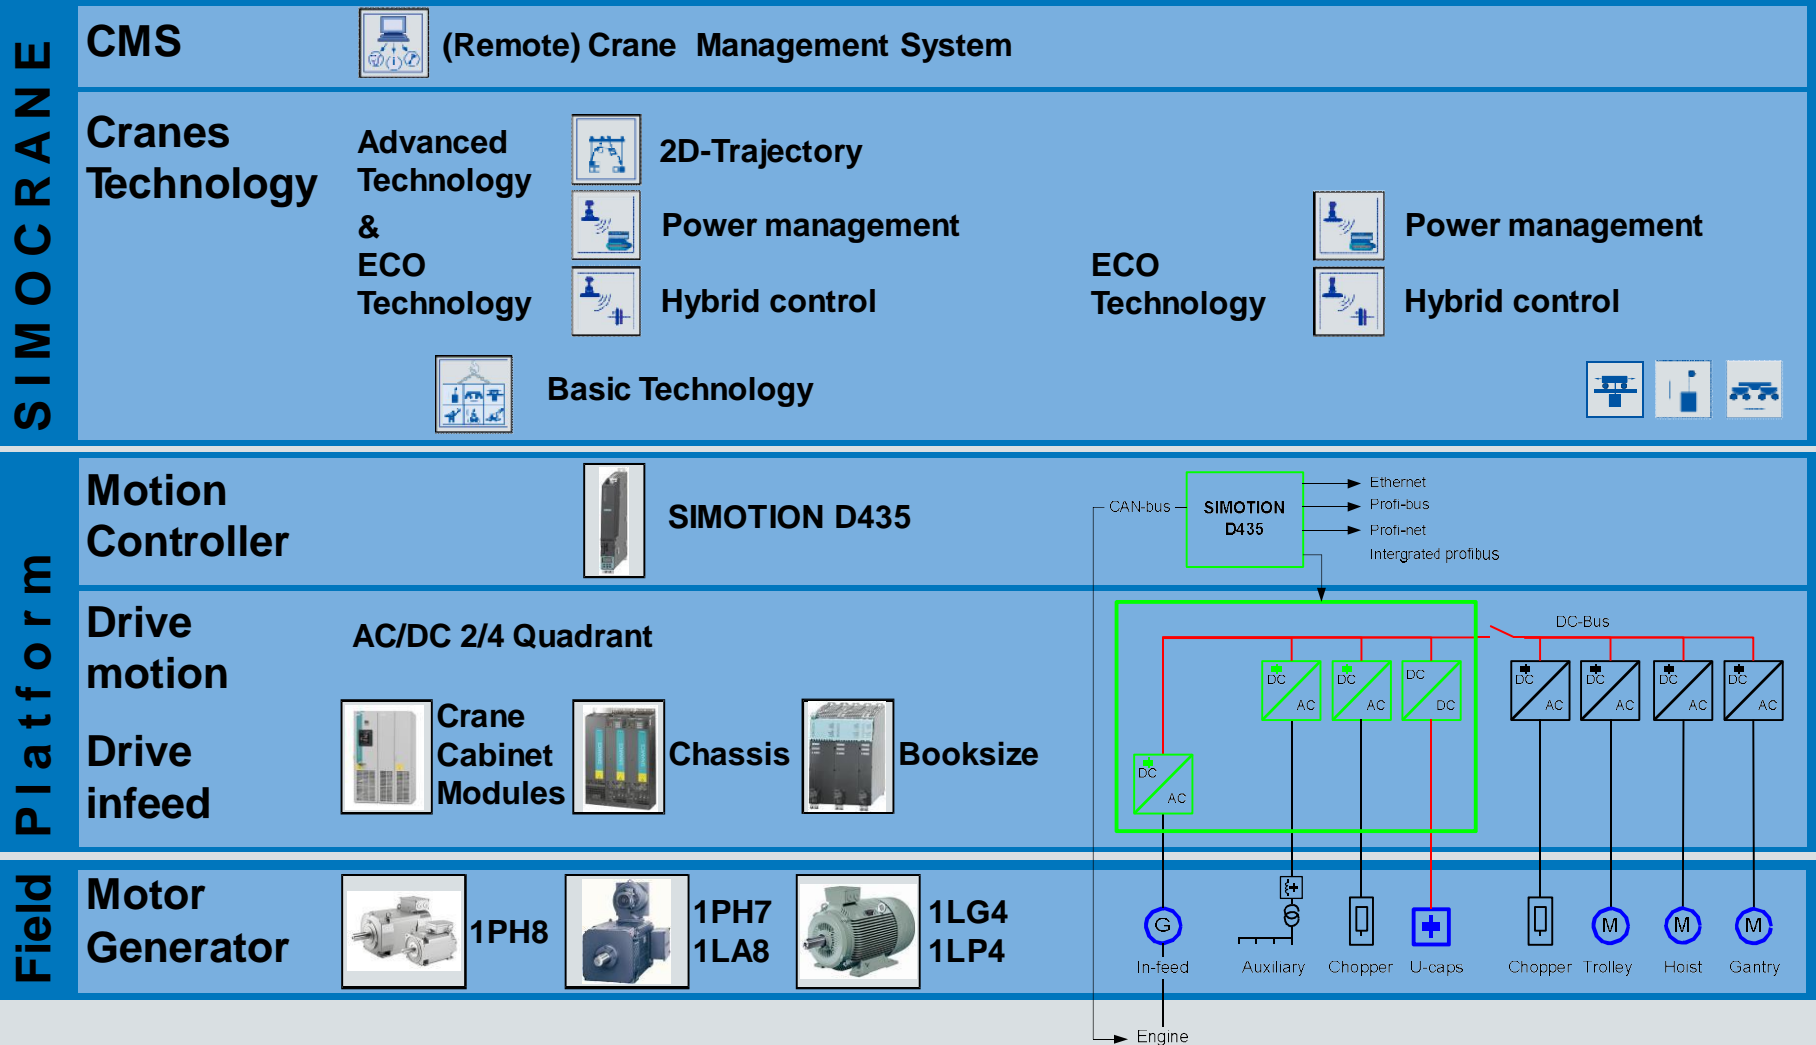 SIMOCRANE
CMS
(Remote) Crane Management System
Cranes
Technology
Advanced
Technology
&
ECO
Technology
2D-Trajectory
Power management
Hybrid control
ECO
Technology
Power management
Hybrid control
Basic Technology
Platform
Motion
Controller
SIMOTION D435
CAN-bus
SIMOTION
D435
Ethernet
Profi-bus
Profi-net
Intergrated profibus
Drive
motion
Drive
infeed
AC/DC 2/4 Quadrant
Crane
Cabinet
Modules
Chassis
Booksize
DC-Bus
DC
AC
DC
AC
DC
DC
DC
AC
DC
AC
DC
AC
DC
AC
DC
AC
Field
Motor
Generator
1PH8
1PH7
1LA8
1LG4
1LP4
G
M
M
M
In-feed
Auxiliary
Chopper
U-caps
Chopper
Trolley
Hoist
Gantry
Engine